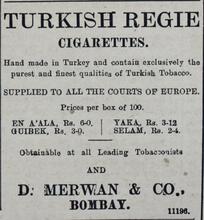 TURKISH REGIE
CIGARETTES.
Hand made in Turkey and contain exclusively the
purest and finest qualities of Turkish Tobacco.
SUPPLIED TO ALL THE COURTS OF EUROPE.
Prices per box of 100.
EN A'ALA, Rs. 6-0. YAKA, Rs. 3-12
GUIBEK, Rs. 3-0. SELAM, Rs. 2-4.
Obtainable at all Leading Tobacconists
AND
D. MERWAN & CO.,
BOMBAY.
11196.